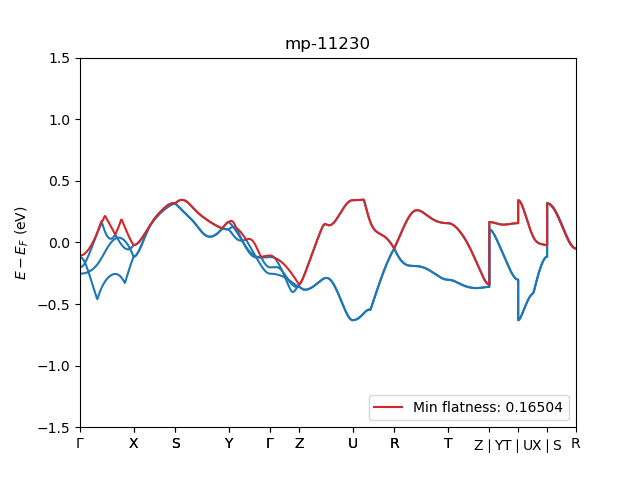 mp-11230
1.5
1.0
0.5
0.0
−0.5
−1.0
−1.5
E − E_F (eV)
Min flatness: 0.16504
Γ X S Y Γ Z U R T Z | YT | UX | S R